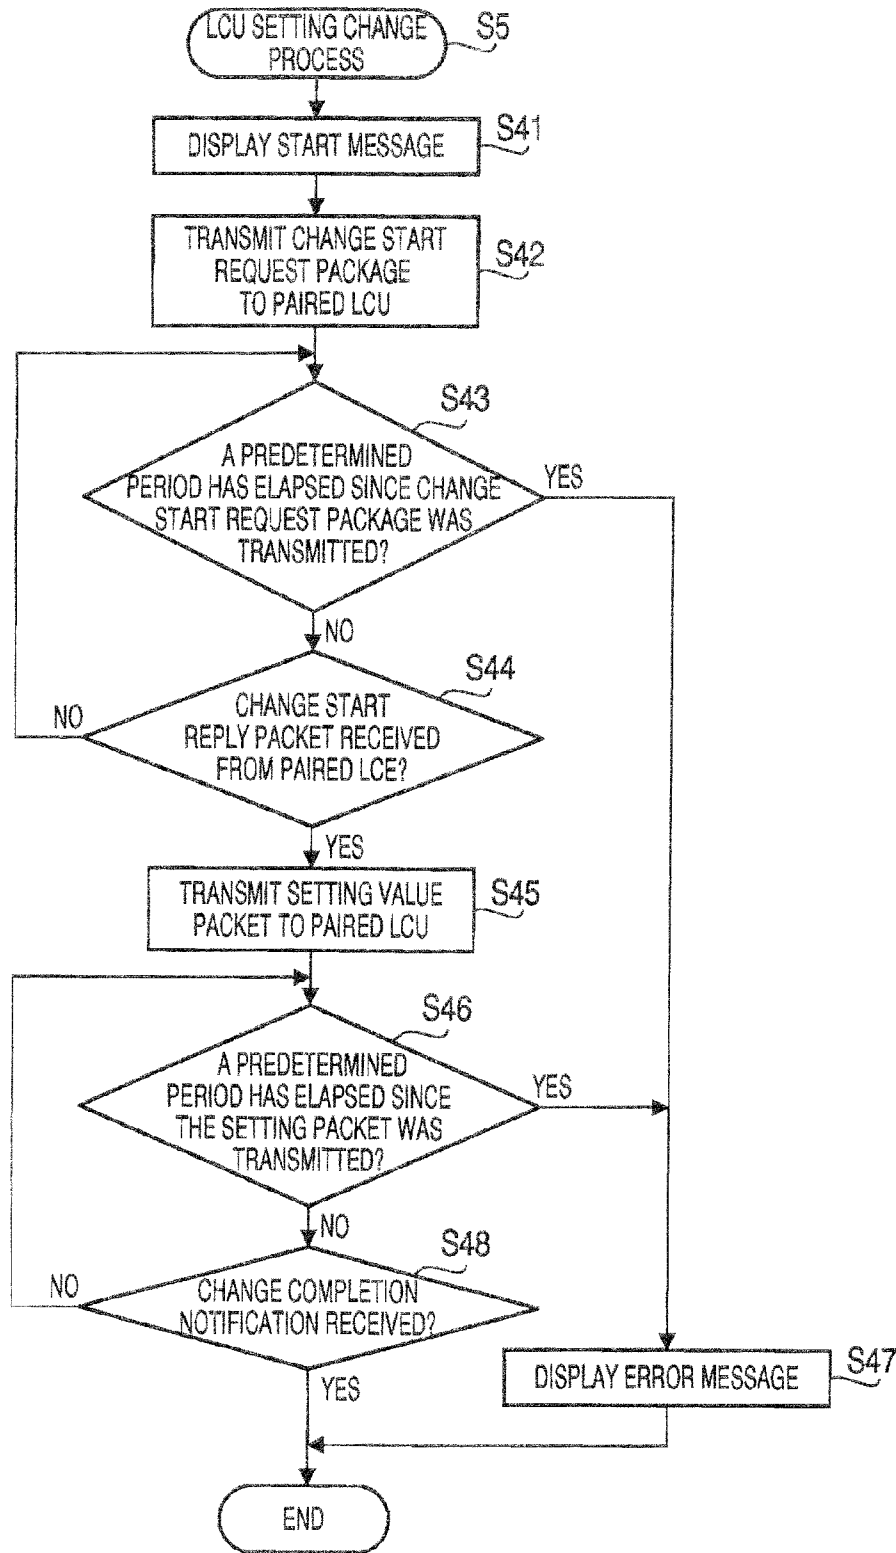 LCU SETTING CHANGE
PROCESS
S5
DISPLAY START MESSAGE
S41
TRANSMIT CHANGE START
REQUEST PACKAGE
TO PAIRED LCU
S42
S43
A PREDETERMINED
PERIOD HAS ELAPSED SINCE CHANGE
START REQUEST PACKAGE WAS
TRANSMITTED?
YES
NO
S44
CHANGE START
REPLY PACKET RECEIVED
FROM PAIRED LCE?
NO
YES
TRANSMIT SETTING VALUE
PACKET TO PAIRED LCU
S45
S46
A PREDETERMINED
PERIOD HAS ELAPSED SINCE
THE SETTING PACKET WAS
TRANSMITTED?
YES
NO
S48
CHANGE COMPLETION
NOTIFICATION RECEIVED?
NO
YES
DISPLAY ERROR MESSAGE
S47
END